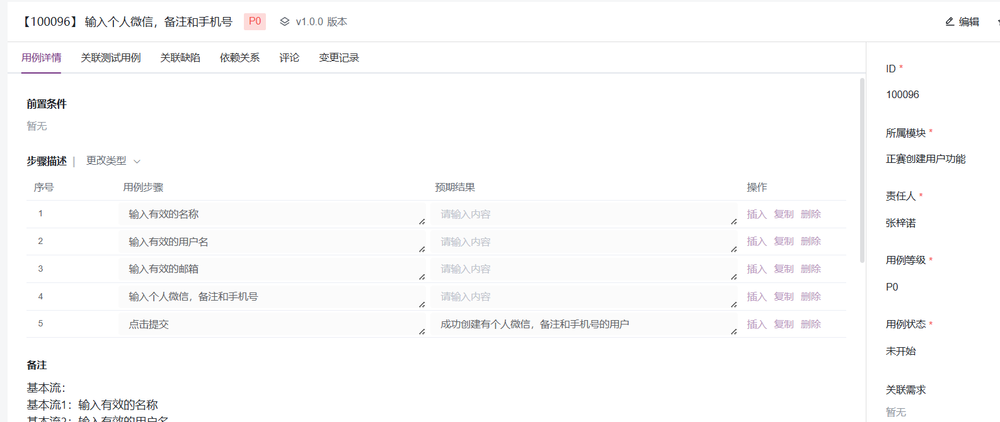 【100096】 输入个人微信，备注和手机号 P0 v1.0.0 版本 编辑
用例详情 关联测试用例 关联缺陷 依赖关系 评论 变更记录
前置条件
暂无
步骤描述 | 更改类型
序号 用例步骤 预期结果 操作
1 输入有效的名称 请输入内容 插入 复制 删除
2 输入有效的用户名 请输入内容 插入 复制 删除
3 输入有效的邮箱 请输入内容 插入 复制 删除
4 输入个人微信，备注和手机号 请输入内容 插入 复制 删除
5 点击提交 成功创建有个人微信，备注和手机号的用户 插入 复制 删除
备注
基本流：
基本流1：输入有效的名称
基本流2：输入有效的用户名
ID *
100096
所属模块 *
正赛创建用户功能
责任人 *
张梓诺
用例等级 *
P0
用例状态 *
未开始
关联需求
暂无